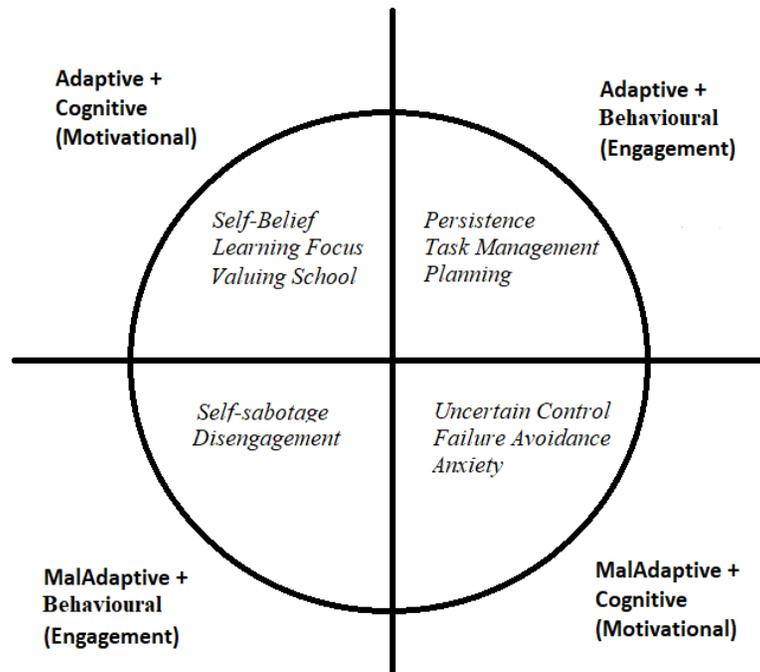 Adaptive +
Cognitive
(Motivational)
Adaptive +
Behavioural
(Engagement)
Self-Belief
Learning Focus
Valuing School
Persistence
Task Management
Planning
Self-sabotage
Disengagement
Uncertain Control
Failure Avoidance
Anxiety
MalAdaptive +
Behavioural
(Engagement)
MalAdaptive +
Cognitive
(Motivational)